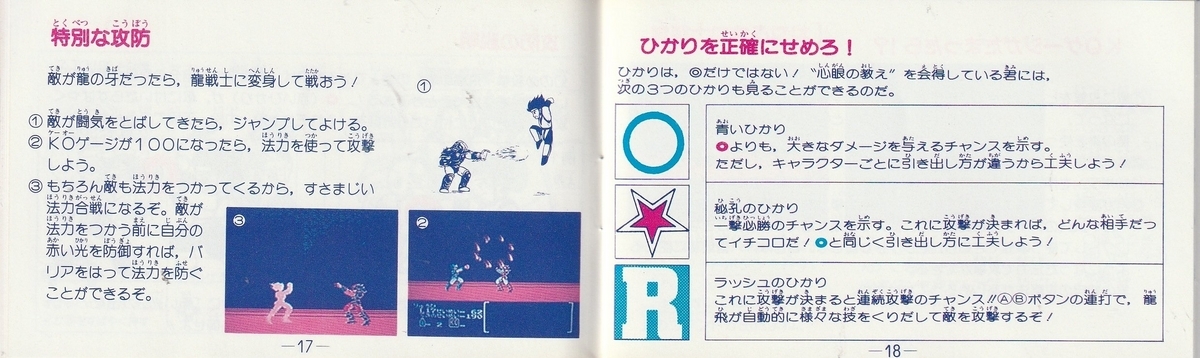 特別な攻防
敵が龍の牙だったら，龍戦士に変身して戦おう！
①敵が闘気をとばしてきたら，ジャンプしてよける。
②KOゲージが100になったら，法力を使って攻撃
しよう。
③もちろん敵も法力をつかってくるから，すさまじい
法力合戦になるぞ。敵が
法力をつかう前に自分の
赤い光を防御すれば，バ
リアをはって法力を防ぐ
ことができるぞ。
①
③
②
—17—
ひかりを正確にせめろ！
ひかりは，◎だけではない！“心眼の教え”を会得している君には，
次の3つのひかりも見ることができるのだ。
青いひかり
◎よりも，大きなダメージを与えるチャンスを示す。
ただし，キャラクターごとに引き出し方が違うから工夫しよう！
秘孔のひかり
一撃必勝のチャンスを示す。これに攻撃が決まれば，どんな相手だっ
てイチコロだ！◎と同じく引き出し方に工夫しよう！
R
ラッシュのひかり
これに攻撃が決まると連続攻撃のチャンス!!ⒶⒷボタンの連打で，龍
飛が自動的に様々な技をくりだして敵を攻撃するぞ！
—18—